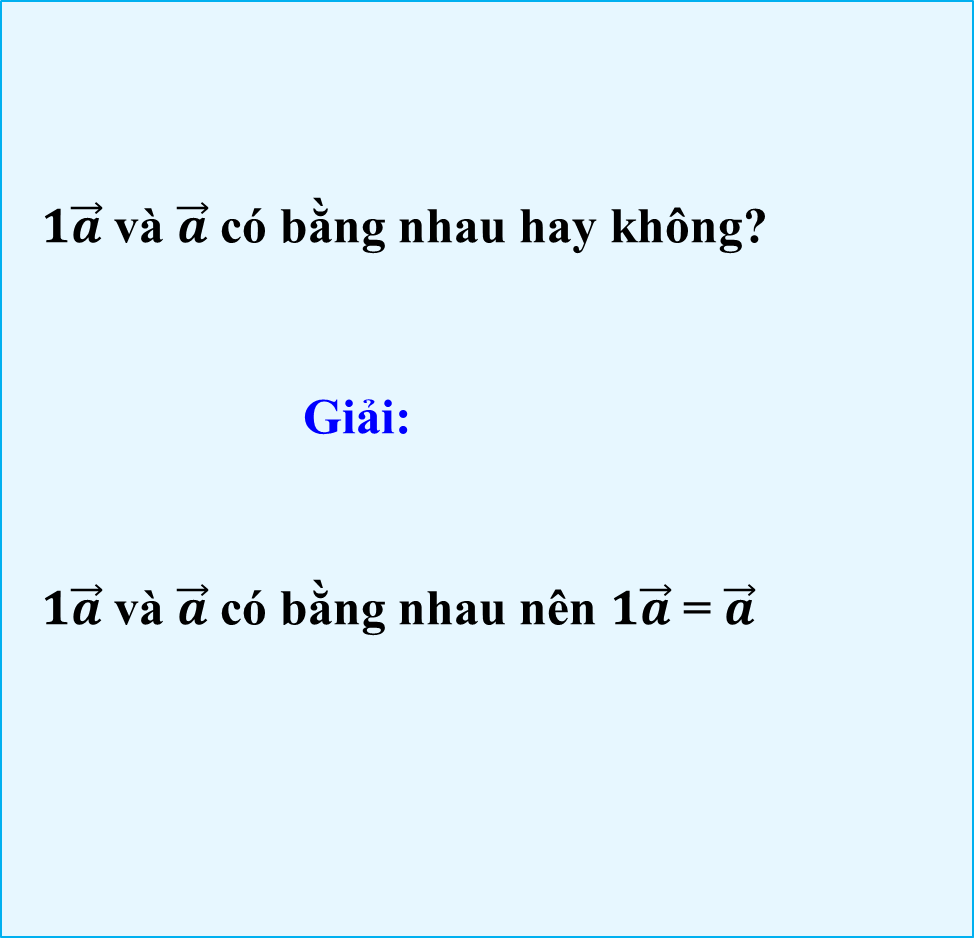 1𝒂⃗ và 𝒂⃗ có bằng nhau hay không?
Giải:
1𝒂⃗ và 𝒂⃗ có bằng nhau nên 1𝒂⃗ = 𝒂⃗